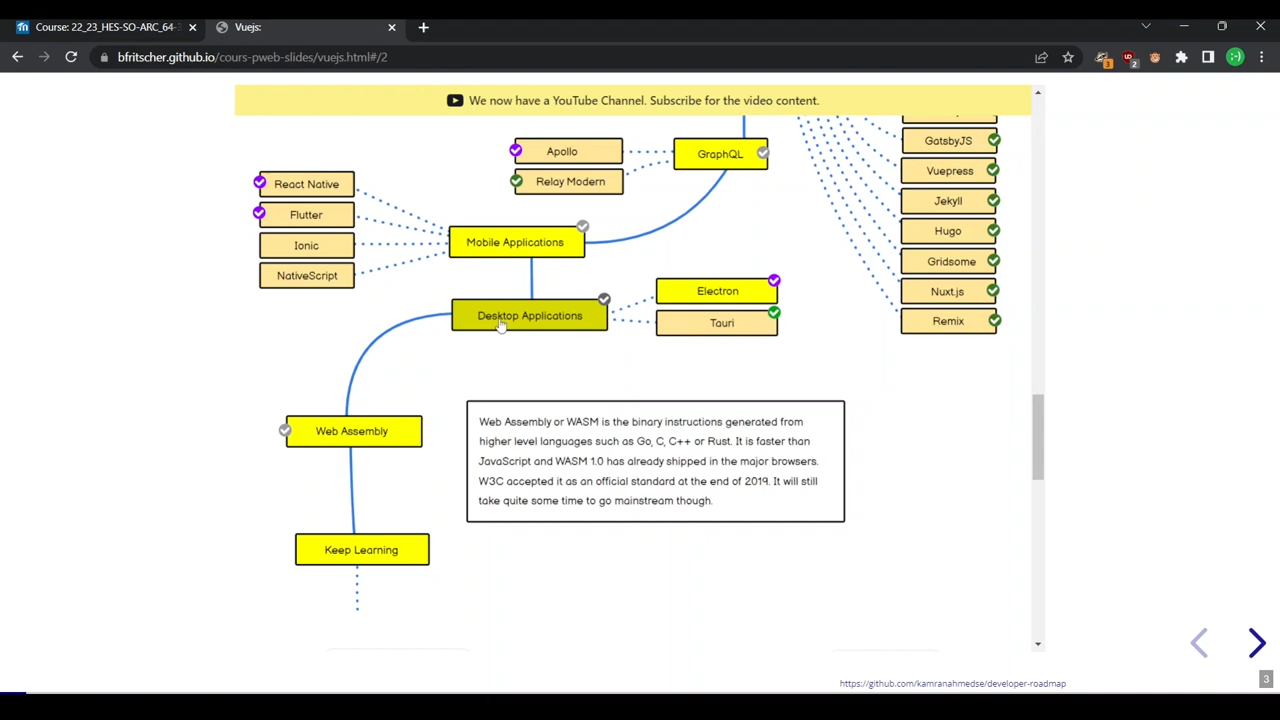 Course: 22_23_HES-SO-ARC_64-
Vuejs:
bfritscher.github.io/cours-pweb-slides/vuejs.html#/2
We now have a YouTube Channel. Subscribe for the video content.
GatsbyJS
Apollo
GraphQL
Vuepress
Relay Modern
React Native
Jekyll
Flutter
Hugo
Mobile Applications
Ionic
Gridsome
NativeScript
Electron
Nuxt.js
Desktop Applications
Tauri
Remix
Web Assembly or WASM is the binary instructions generated from
higher level languages such as Go, C, C++ or Rust. It is faster than
JavaScript and WASM 1.0 has already shipped in the major browsers.
W3C accepted it as an official standard at the end of 2019. It will still
take quite some time to go mainstream though.
Web Assembly
Keep Learning
https://github.com/kamranahmedse/developer-roadmap
3